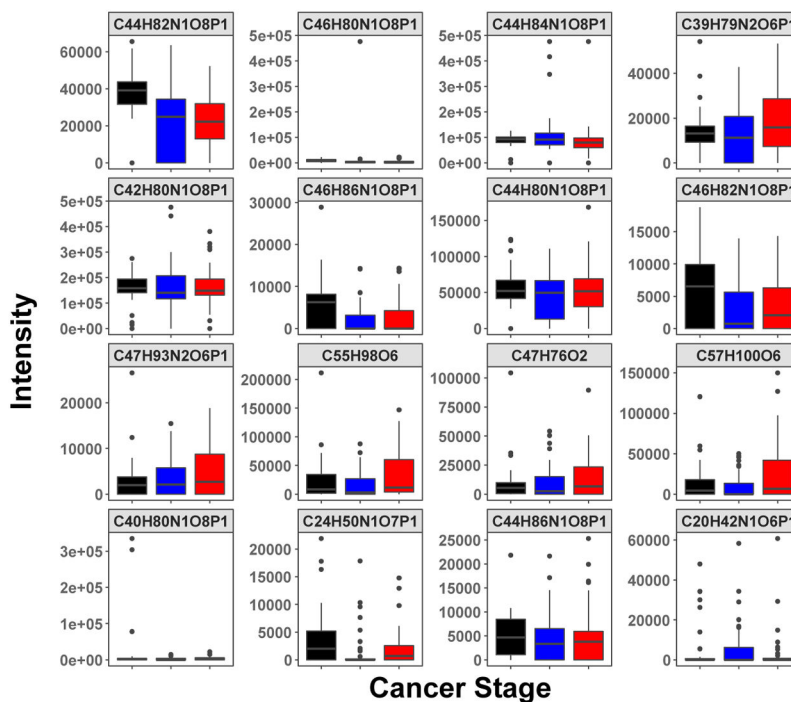 C44H82N1O8P1 C46H80N1O8P1 C44H84N1O8P1 C39H79N2O6P1
60000 40000 20000 0
5e+05 4e+05 3e+05 2e+05 1e+05 0e+00
5e+05 4e+05 3e+05 2e+05 1e+05 0e+00
40000 20000 0
C42H80N1O8P1 C46H86N1O8P1 C44H80N1O8P1 C46H82N1O8P1
5e+05 4e+05 3e+05 2e+05 1e+05 0e+00
30000 20000 10000 0
150000 100000 50000 0
15000 10000 5000 0
C47H93N2O6P1 C55H98O6 C47H76O2 C57H100O6
20000 10000 0
200000 150000 100000 50000 0
100000 75000 50000 25000 0
150000 100000 50000 0
C40H80N1O8P1 C24H50N1O7P1 C44H86N1O8P1 C20H42N1O6P1
3e+05 2e+05 1e+05 0e+00
20000 15000 10000 5000 0
25000 20000 15000 10000 5000 0
60000 40000 20000 0
Intensity
Cancer Stage